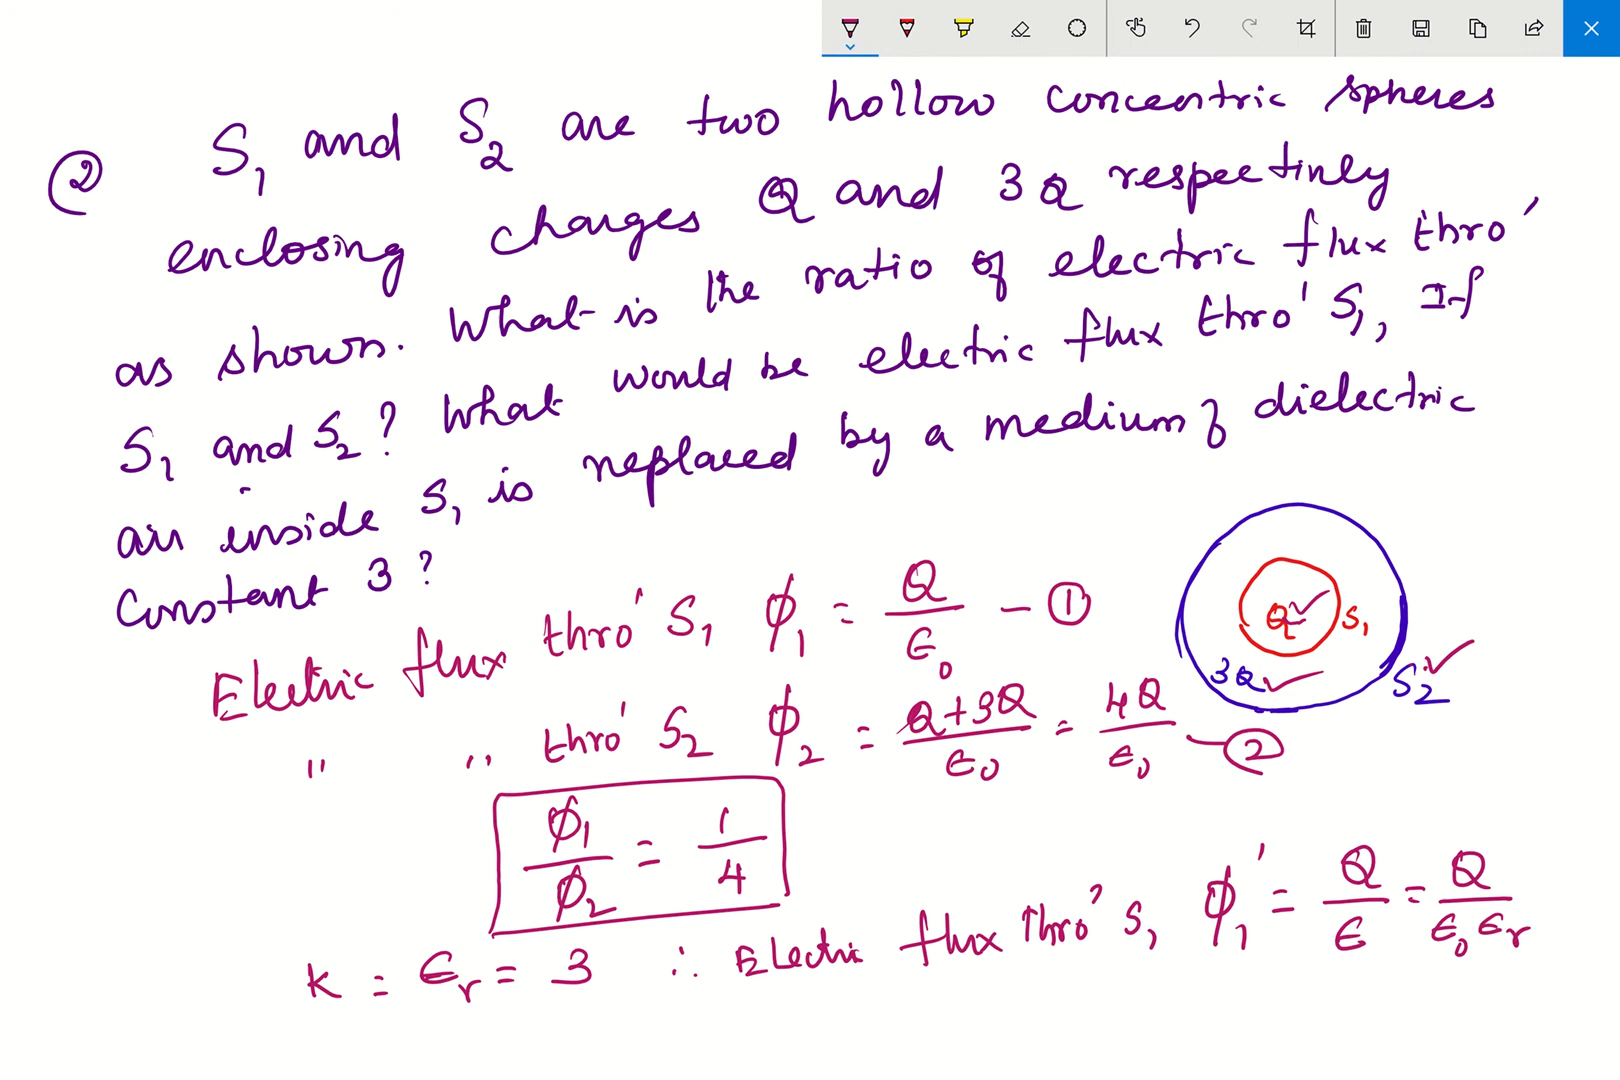 ② S₁ and S₂ are two hollow concentric spheres
enclosing charges Q and 3Q respectively
as shown. What is the ratio of electric flux thro'
S₁ and S₂? What would be electric flux thro' S₁, If
air inside S₁ is replaced by a medium of dielectric
Constant 3?
Electric flux thro' S₁ ϕ₁ = Q/ϵ₀ — ①
" " thro' S₂ ϕ₂ = Q+3Q/ϵ₀ = 4Q/ϵ₀ — ②
Q S₁
3Q S₂
ϕ₁/ϕ₂ = 1/4
K = ϵᵣ = 3 ∴ Electric flux thro' S₁ ϕ₁' = Q/ϵ = Q/ϵ₀ϵᵣ